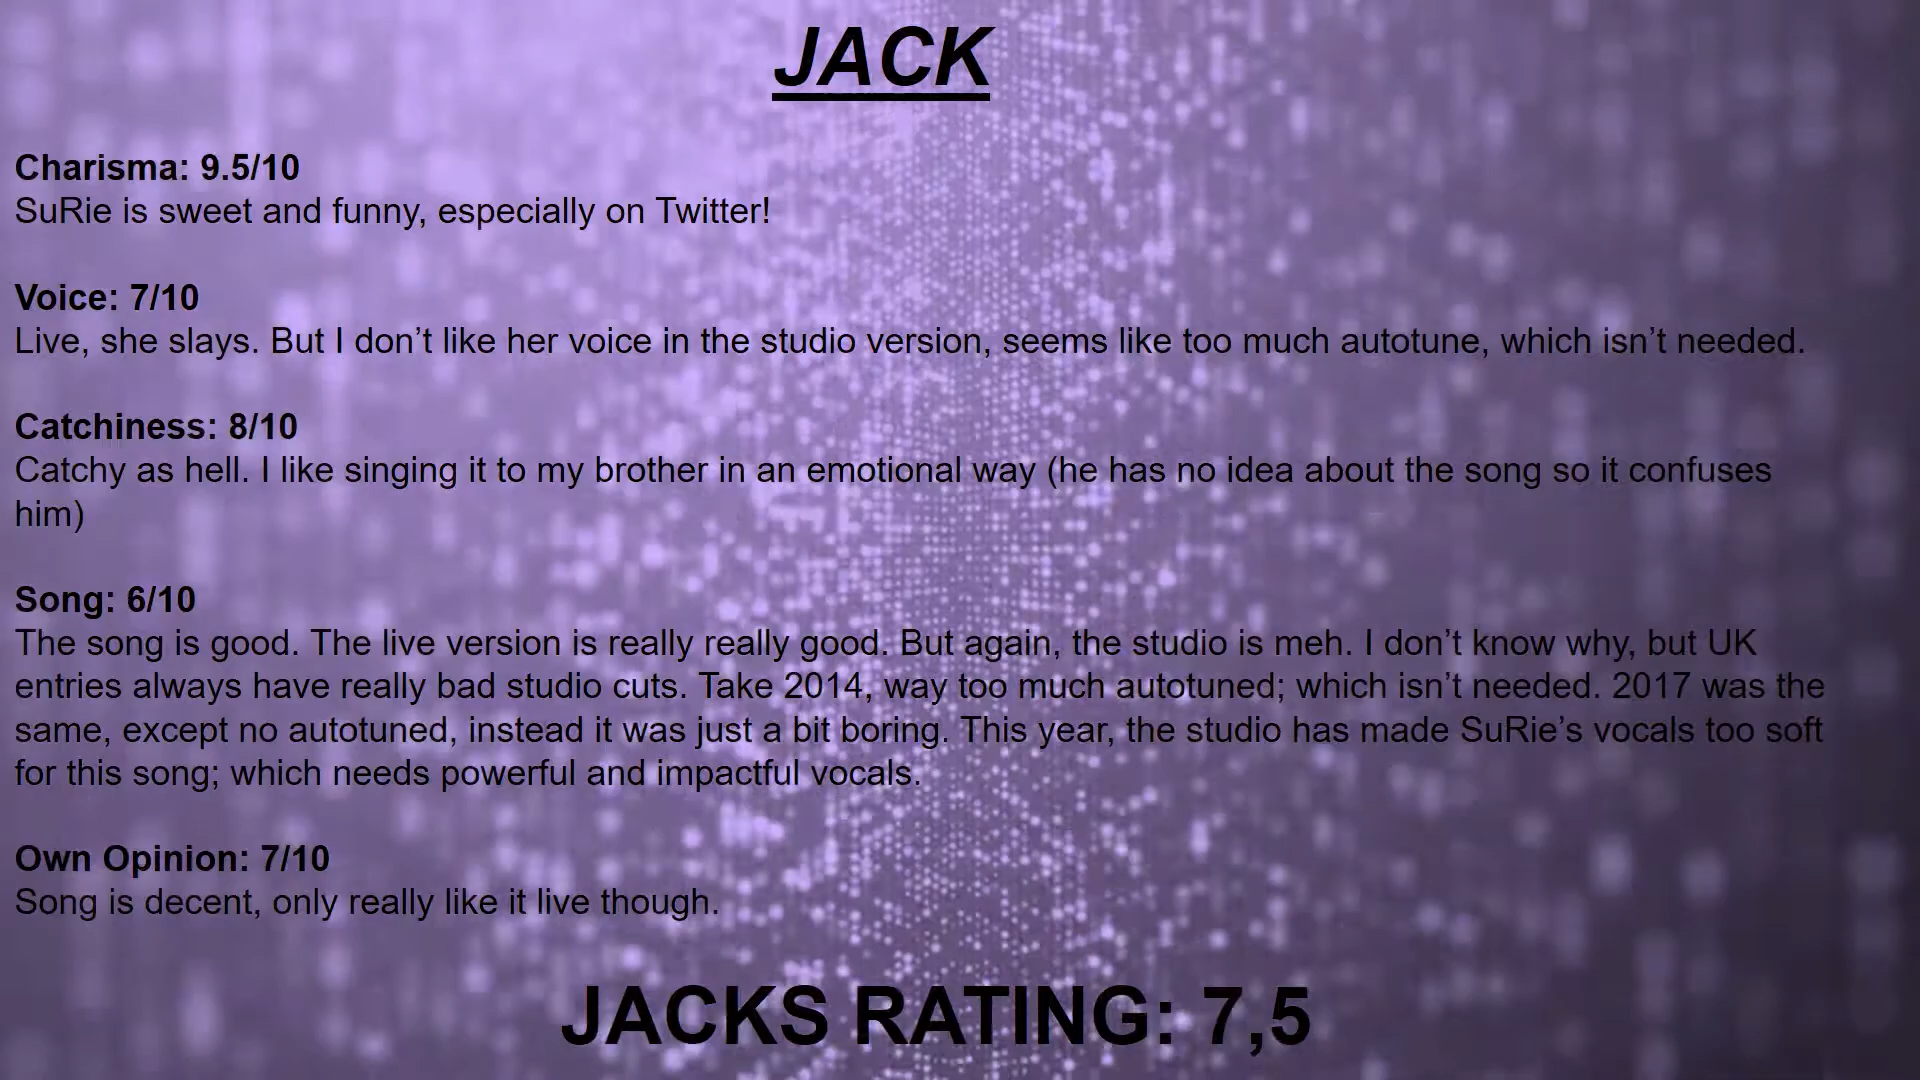 JACK
Charisma: 9.5/10
SuRie is sweet and funny, especially on Twitter!
Voice: 7/10
Live, she slays. But I don’t like her voice in the studio version, seems like too much autotune, which isn’t needed.
Catchiness: 8/10
Catchy as hell. I like singing it to my brother in an emotional way (he has no idea about the song so it confuses
him)
Song: 6/10
The song is good. The live version is really really good. But again, the studio is meh. I don’t know why, but UK
entries always have really bad studio cuts. Take 2014, way too much autotuned; which isn’t needed. 2017 was the
same, except no autotuned, instead it was just a bit boring. This year, the studio has made SuRie’s vocals too soft
for this song; which needs powerful and impactful vocals.
Own Opinion: 7/10
Song is decent, only really like it live though.
JACKS RATING: 7,5